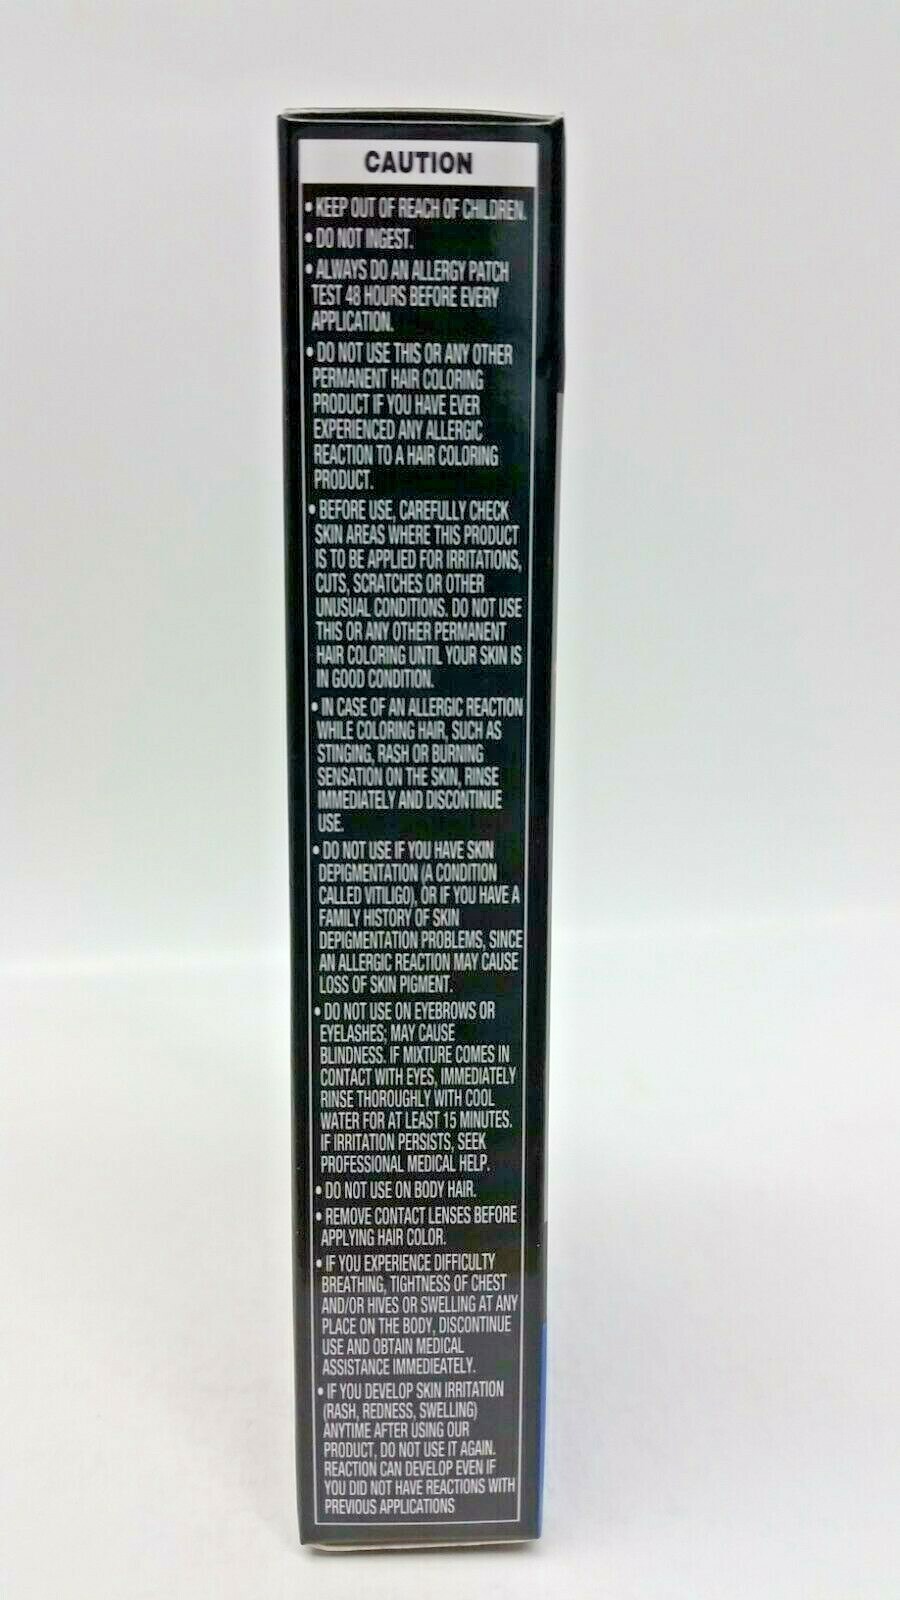 CAUTION
• KEEP OUT OF REACH OF CHILDREN.
• DO NOT INGEST.
• ALWAYS DO AN ALLERGY PATCH
TEST 48 HOURS BEFORE EVERY
APPLICATION.
• DO NOT USE THIS OR ANY OTHER
PERMANENT HAIR COLORING
PRODUCT IF YOU HAVE EVER
EXPERIENCED ANY ALLERGIC
REACTION TO A HAIR COLORING
PRODUCT.
• BEFORE USE, CAREFULLY CHECK
SKIN AREAS WHERE THIS PRODUCT
IS TO BE APPLIED FOR IRRITATIONS,
CUTS, SCRATCHES OR OTHER
UNUSUAL CONDITIONS. DO NOT USE
THIS OR ANY OTHER PERMANENT
HAIR COLORING UNTIL YOUR SKIN IS
IN GOOD CONDITION.
• IN CASE OF AN ALLERGIC REACTION
WHILE COLORING HAIR, SUCH AS
STINGING, RASH OR BURNING
SENSATION ON THE SKIN, RINSE
IMMEDIATELY AND DISCONTINUE
USE.
• DO NOT USE IF YOU HAVE SKIN
DEPIGMENTATION (A CONDITION
CALLED VITILIGO), OR IF YOU HAVE A
FAMILY HISTORY OF SKIN
DEPIGMENTATION PROBLEMS, SINCE
AN ALLERGIC REACTION MAY CAUSE
LOSS OF SKIN PIGMENT.
• DO NOT USE ON EYEBROWS OR
EYELASHES; MAY CAUSE
BLINDNESS. IF MIXTURE COMES IN
CONTACT WITH EYES, IMMEDIATELY
RINSE THOROUGHLY WITH COOL
WATER FOR AT LEAST 15 MINUTES.
IF IRRITATION PERSISTS, SEEK
PROFESSIONAL MEDICAL HELP.
• DO NOT USE ON BODY HAIR.
• REMOVE CONTACT LENSES BEFORE
APPLYING HAIR COLOR.
• IF YOU EXPERIENCE DIFFICULTY
BREATHING, TIGHTNESS OF CHEST
AND/OR HIVES OR SWELLING AT ANY
PLACE ON THE BODY, DISCONTINUE
USE AND OBTAIN MEDICAL
ASSISTANCE IMMEDIEATELY.
• IF YOU DEVELOP SKIN IRRITATION
(RASH, REDNESS, SWELLING)
ANYTIME AFTER USING OUR
PRODUCT, DO NOT USE IT AGAIN.
REACTION CAN DEVELOP EVEN IF
YOU DID NOT HAVE REACTIONS WITH
PREVIOUS APPLICATIONS